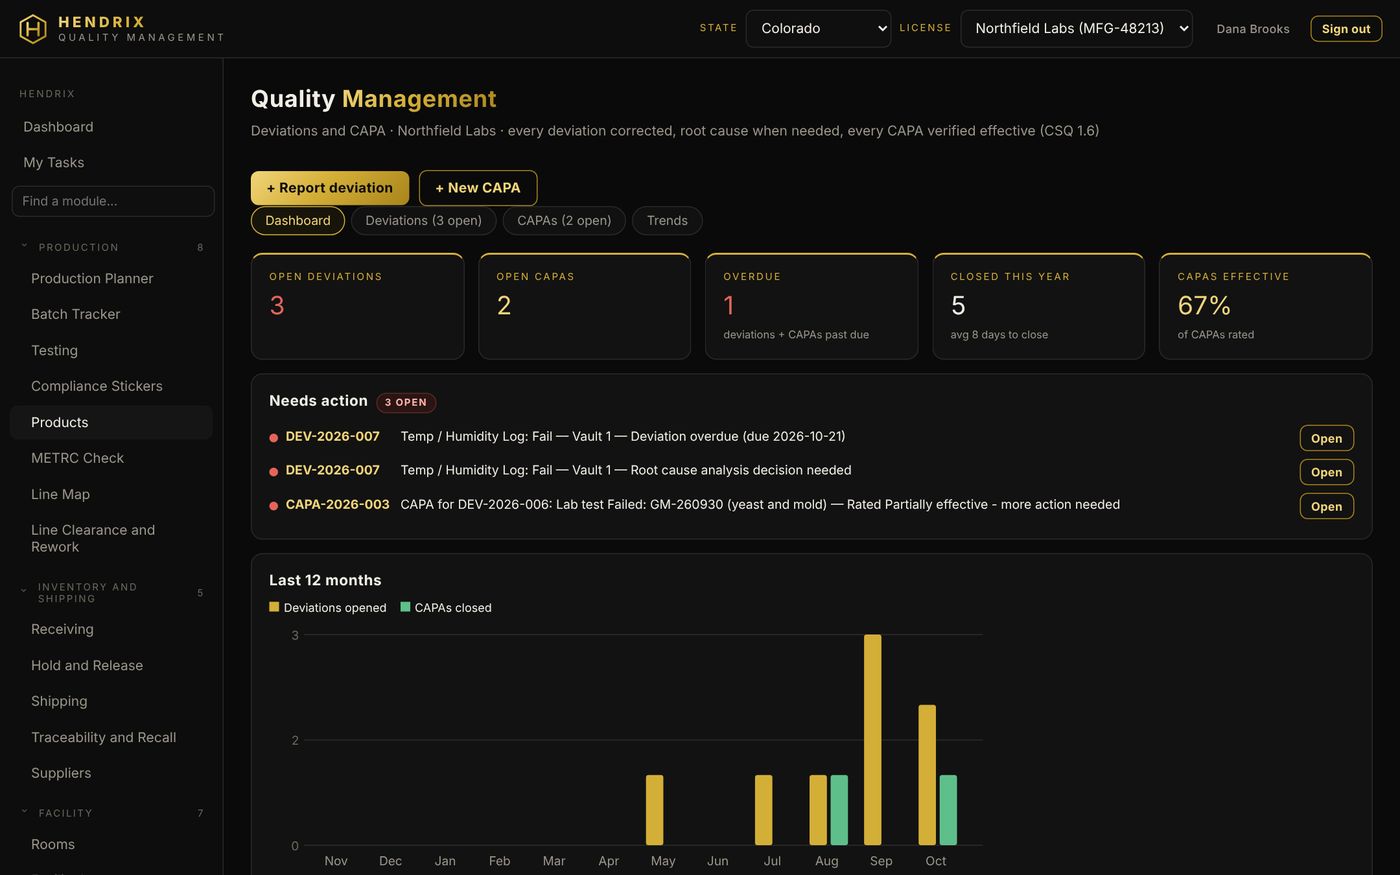 HENDRIX
QUALITY MANAGEMENT
STATE
Colorado
LICENSE
Northfield Labs (MFG-48213)
Dana Brooks
Sign out
HENDRIX
Dashboard
My Tasks
Find a module...
PRODUCTION 8
Production Planner
Batch Tracker
Testing
Compliance Stickers
Products
METRC Check
Line Map
Line Clearance and
Rework
INVENTORY AND
SHIPPING 5
Receiving
Hold and Release
Shipping
Traceability and Recall
Suppliers
FACILITY 7
Rooms
Quality Management
Deviations and CAPA · Northfield Labs · every deviation corrected, root cause when needed, every CAPA verified effective (CSQ 1.6)
+ Report deviation
+ New CAPA
Dashboard
Deviations (3 open)
CAPAs (2 open)
Trends
OPEN DEVIATIONS
3
OPEN CAPAS
2
OVERDUE
1
deviations + CAPAs past due
CLOSED THIS YEAR
5
avg 8 days to close
CAPAS EFFECTIVE
67%
of CAPAs rated
Needs action 3 OPEN
DEV-2026-007 Temp / Humidity Log: Fail — Vault 1 — Deviation overdue (due 2026-10-21) Open
DEV-2026-007 Temp / Humidity Log: Fail — Vault 1 — Root cause analysis decision needed Open
CAPA-2026-003 CAPA for DEV-2026-006: Lab test Failed: GM-260930 (yeast and mold) — Rated Partially effective - more action needed Open
Last 12 months
Deviations opened CAPAs closed
3
2
0
Nov Dec Jan Feb Mar Apr May Jun Jul Aug Sep Oct